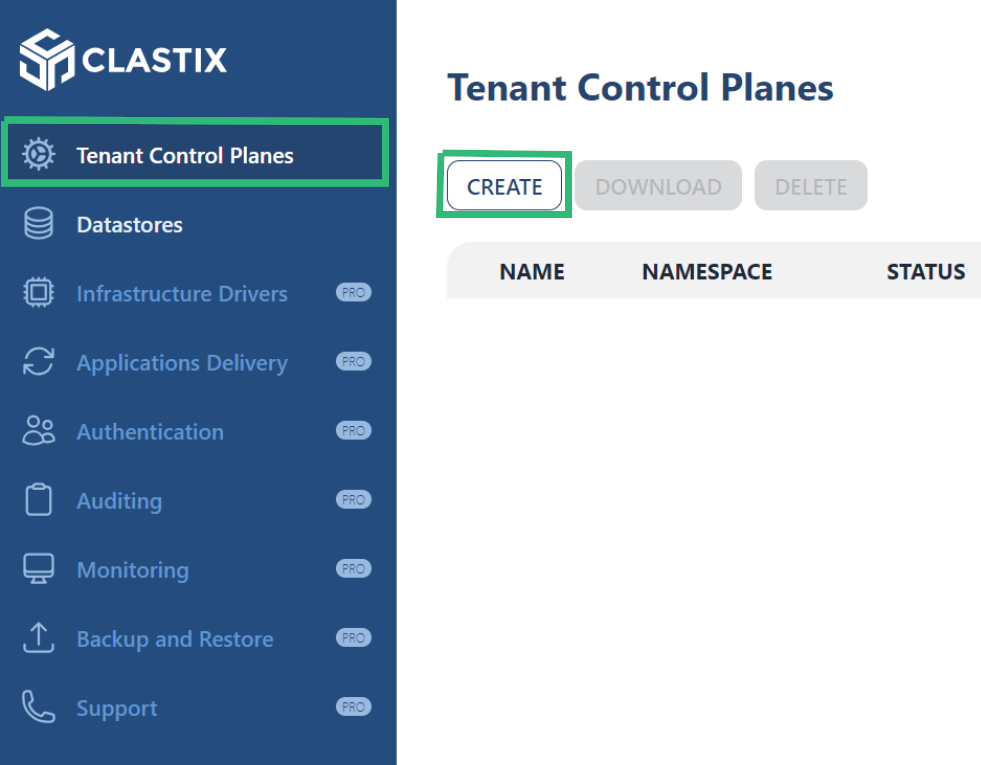 CLASTIX
Tenant Control Planes
Datastores
Infrastructure Drivers PRO
Applications Delivery PRO
Authentication PRO
Auditing PRO
Monitoring PRO
Backup and Restore PRO
Support PRO
Tenant Control Planes
CREATE DOWNLOAD DELETE
NAME NAMESPACE STATUS